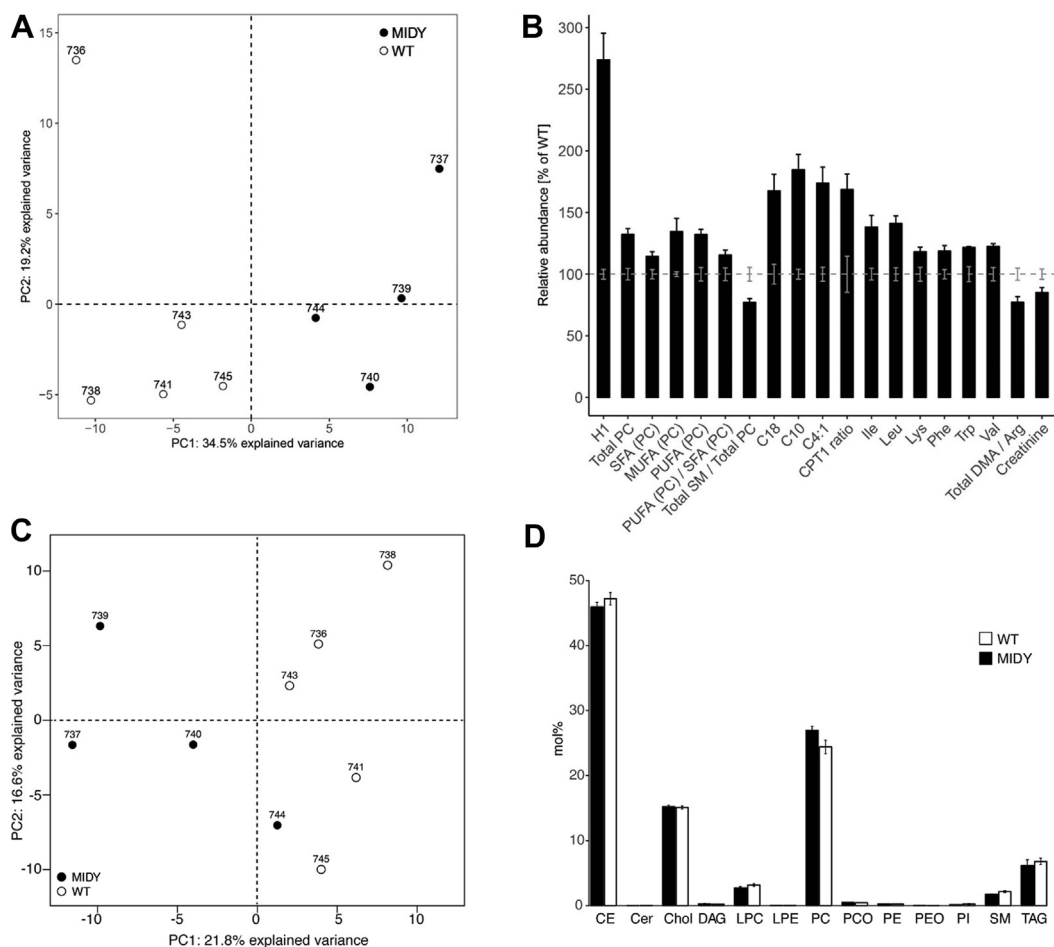 A
MIDY
WT
PC2: 19.2% explained variance
15
10
5
0
−5
736
737
739
744
743
740
745
741
738
−10
−5
0
5
10
PC1: 34.5% explained variance
B
Relative abundance [% of WT]
300
250
200
150
100
50
0
H1
Total PC
SFA (PC)
MUFA (PC)
PUFA (PC)
PUFA (PC) / SFA (PC)
Total SM / Total PC
C18
C10
C4:1
CPT1 ratio
Ile
Leu
Lys
Phe
Trp
Val
Total DMA / Arg
Creatinine
C
PC2: 16.6% explained variance
10
5
0
-5
-10
738
739
736
743
737
740
741
744
745
MIDY
WT
-10
-5
0
5
10
PC1: 21.8% explained variance
D
WT
MIDY
mol%
50
40
30
20
10
0
CE
Cer
Chol
DAG
LPC
LPE
PC
PCO
PE
PEO
PI
SM
TAG